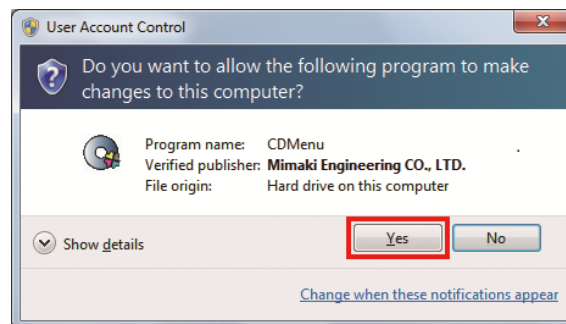 User Account Control
Do you want to allow the following program to make
changes to this computer?
Program name: CDMenu
Verified publisher: Mimaki Engineering CO., LTD.
File origin: Hard drive on this computer
Show details
Yes
No
Change when these notifications appear